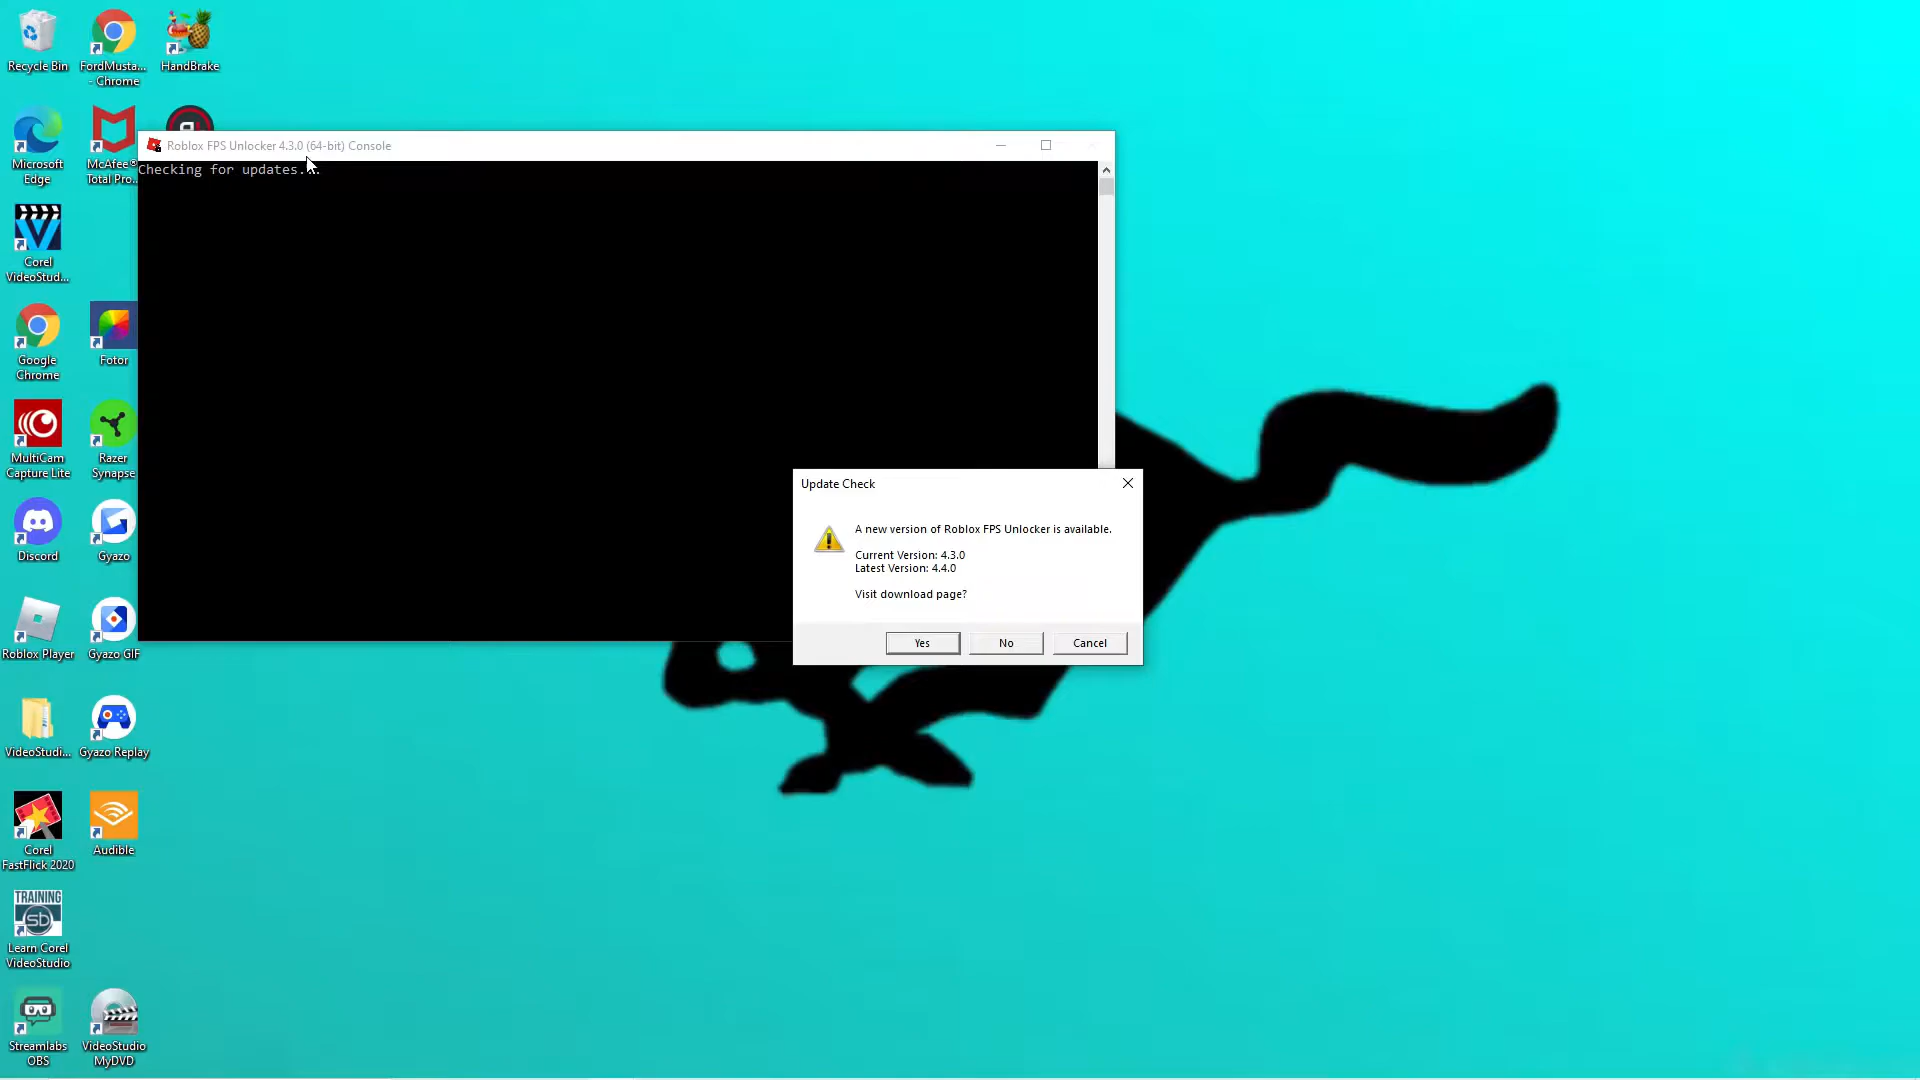 Recycle Bin
FordMusta...
- Chrome
HandBrake
Microsoft
Edge
McAfee®
Total Pro...
Corel
VideoStud...
Google
Chrome
Fotor
MultiCam
Capture Lite
Razer
Synapse
Discord
Gyazo
Roblox Player
Gyazo GIF
VideoStudi...
Gyazo Replay
Corel
FastFlick 2020
Audible
TRAINING
sb
Learn Corel
VideoStudio
Streamlabs
OBS
VideoStudio
MyDVD
Roblox FPS Unlocker 4.3.0 (64-bit) Console
Checking for updates...
Update Check
A new version of Roblox FPS Unlocker is available.
Current Version: 4.3.0
Latest Version: 4.4.0
Visit download page?
Yes
No
Cancel